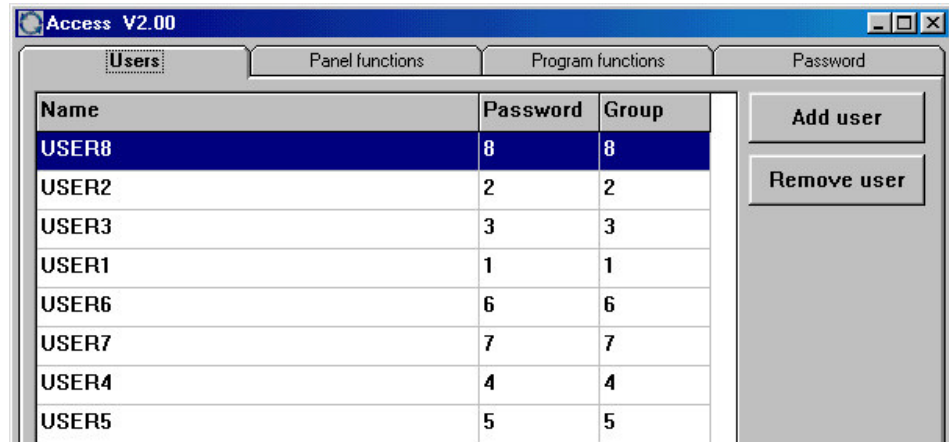 Access V2.00
Users Panel functions Program functions Password
Name Password Group Add user
USER8 8 8
USER2 2 2 Remove user
USER3 3 3
USER1 1 1
USER6 6 6
USER7 7 7
USER4 4 4
USER5 5 5